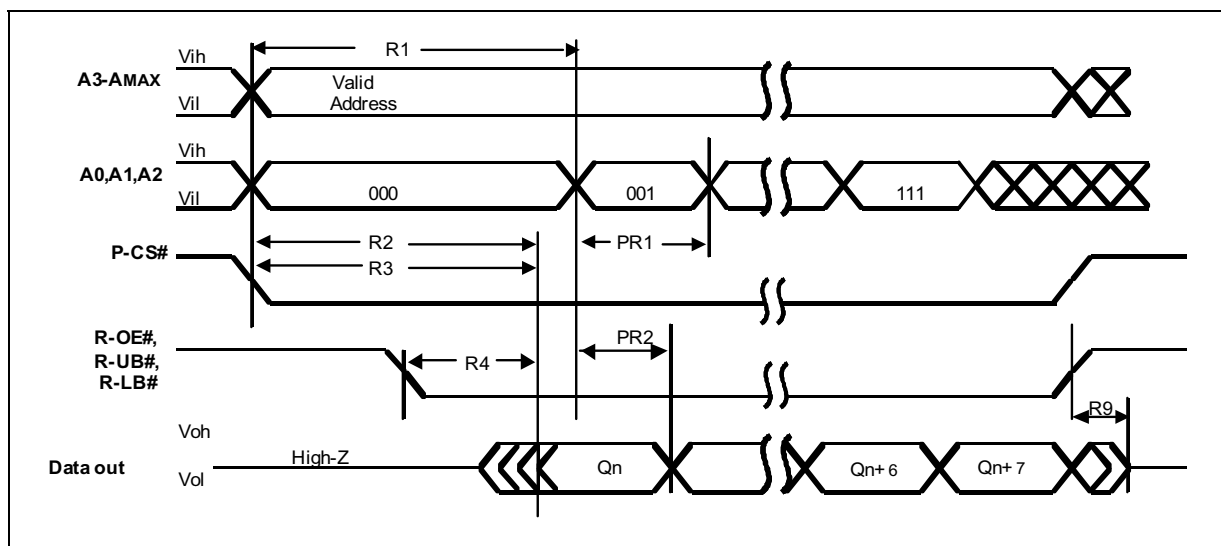 R1
Vih
A3-AMAX
Valid
Address
Vil
Vih
A0,A1,A2
000
001
111
Vil
R2
PR1
P-CS#
R3
R-OE#,
R-UB#,
R-LB#
PR2
R4
R9
Voh
High-Z
Data out
Qn
Qn+6
Qn+7
Vol